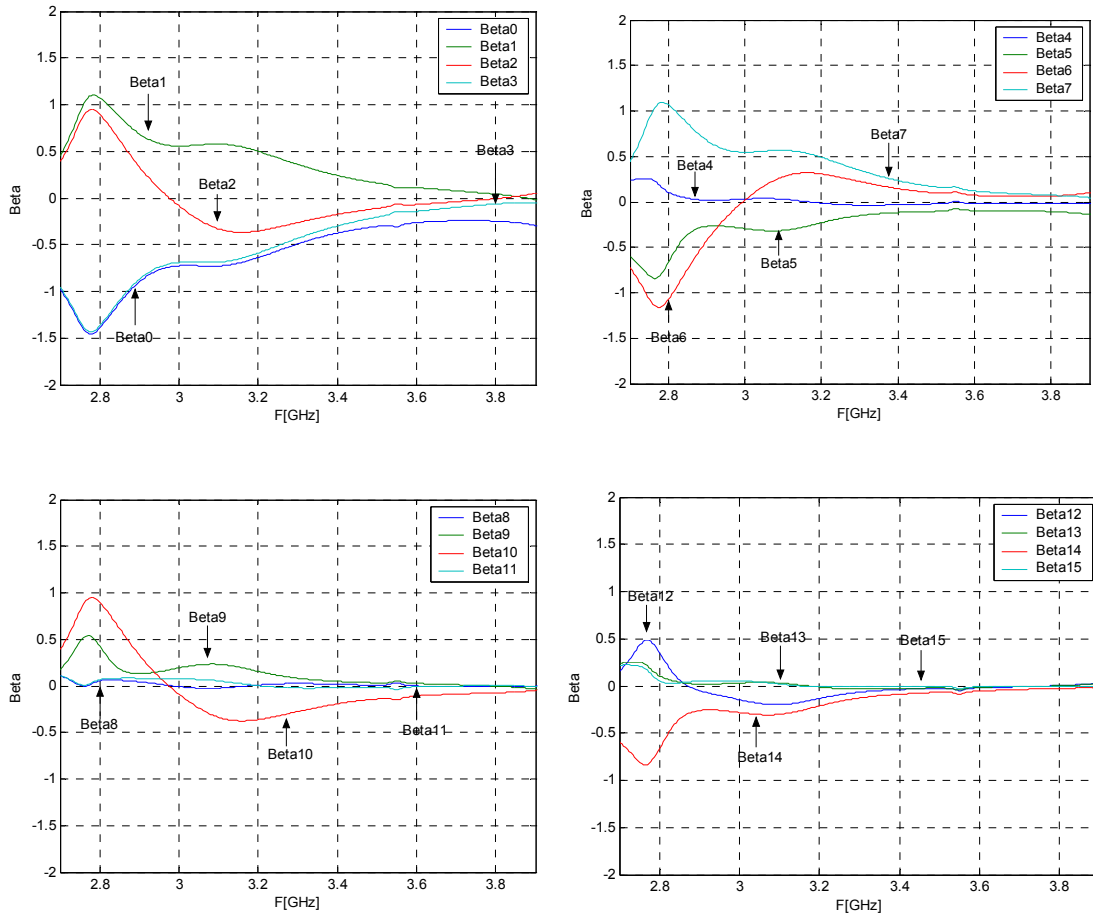 2
1.5
1
0.5
0
-0.5
-1
-1.5
-2
Beta
2.8
3
3.2
3.4
3.6
3.8
F[GHz]
Beta0
Beta1
Beta2
Beta3
Beta1
Beta3
Beta2
Beta0
2
1.5
1
0.5
0
-0.5
-1
-1.5
-2
Beta
2.8
3
3.2
3.4
3.6
3.8
F[GHz]
Beta4
Beta5
Beta6
Beta7
Beta7
Beta4
Beta5
Beta6
2
1.5
1
0.5
0
-0.5
-1
-1.5
-2
Beta
2.8
3
3.2
3.4
3.6
3.8
F[GHz]
Beta8
Beta9
Beta10
Beta11
Beta9
Beta8
Beta11
Beta10
2
1.5
1
0.5
0
-0.5
-1
-1.5
-2
Beta
2.8
3
3.2
3.4
3.6
3.8
F[GHz]
Beta12
Beta13
Beta14
Beta15
Beta12
Beta13
Beta15
Beta14